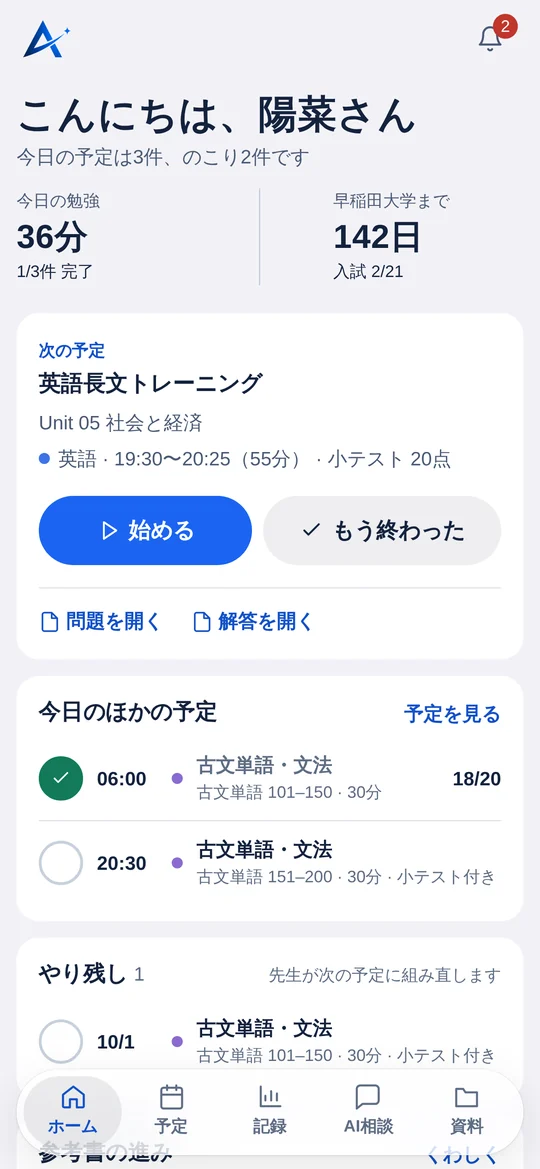 2
こんにちは、陽菜さん
今日の予定は3件、のこり2件です
今日の勉強
36分
1/3件 完了
早稲田大学まで
142日
入試 2/21
次の予定
英語長文トレーニング
Unit 05 社会と経済
英語 · 19:30〜20:25（55分） · 小テスト 20点
始める
もう終わった
問題を開く
解答を開く
今日のほかの予定
予定を見る
06:00
古文単語・文法
古文単語 101–150 · 30分
18/20
20:30
古文単語・文法
古文単語 151–200 · 30分 · 小テスト付き
やり残し 1
先生が次の予定に組み直します
10/1
古文単語・文法
古文単語 101–150 · 30分 · 小テスト付き
ホーム
予定
記録
AI相談
資料
参考書の進み
くわしく